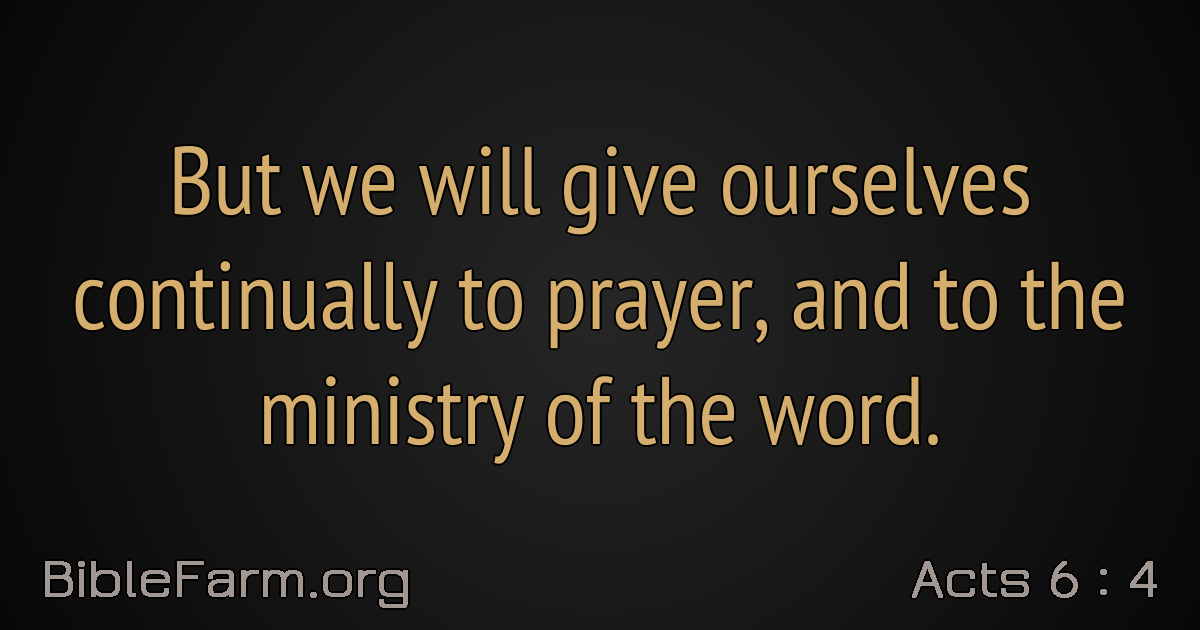 But we will give ourselves
continually to prayer, and to the
ministry of the word.
BibleFarm.org
Acts 6 : 4